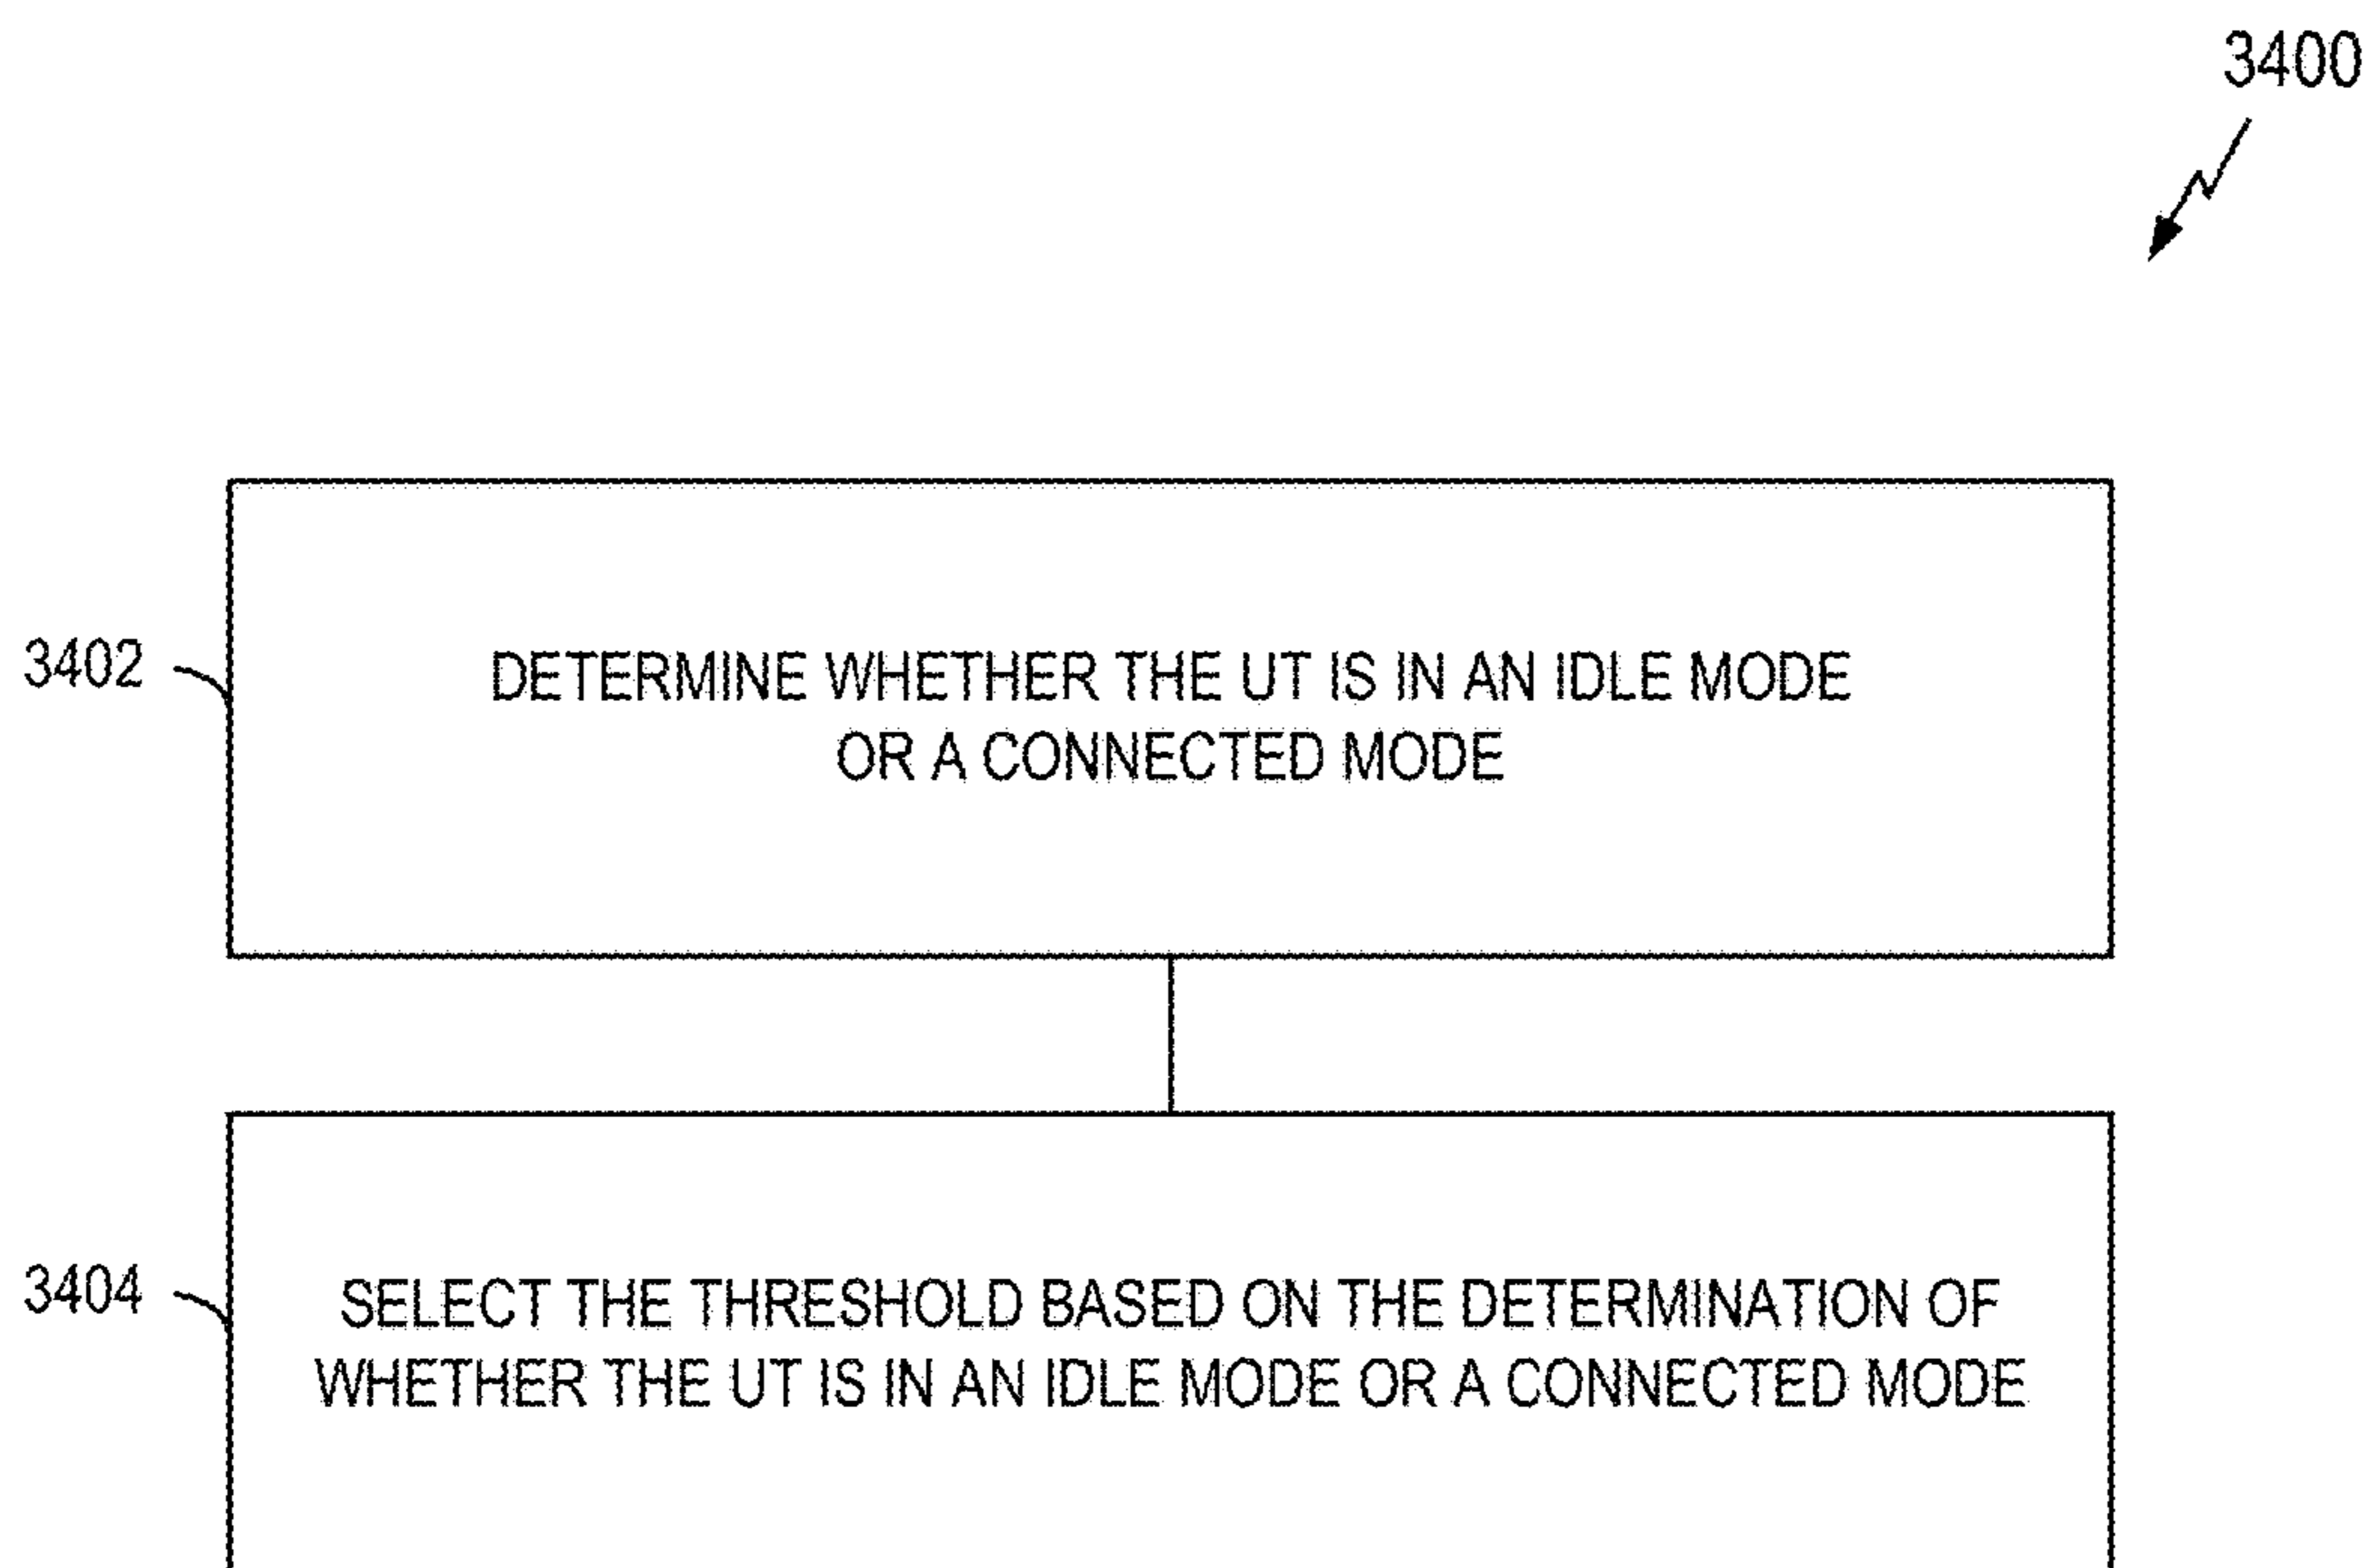 3400
3402
DETERMINE WHETHER THE UT IS IN AN IDLE MODE
OR A CONNECTED MODE
3404
SELECT THE THRESHOLD BASED ON THE DETERMINATION OF
WHETHER THE UT IS IN AN IDLE MODE OR A CONNECTED MODE